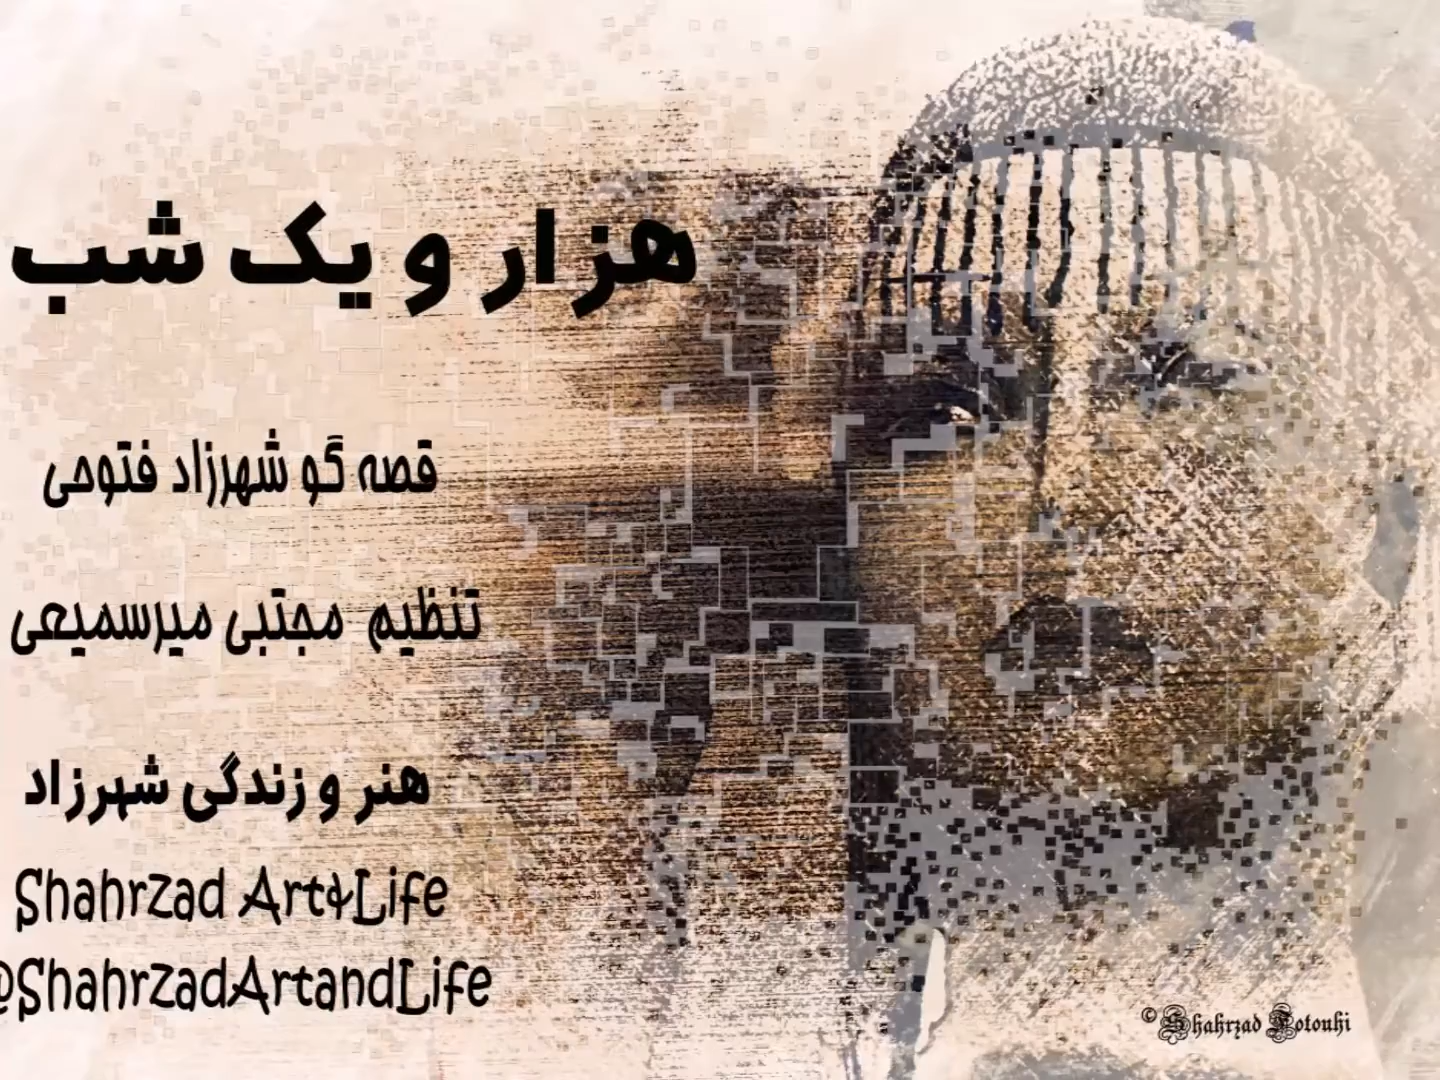 هزار و یک شب
قصه گو شهرزاد فتوحی
تنظیم مجتبی میرسمیعی
هنر و زندگی شهرزاد
Shahrzad Art&Life
@ShahrzadArtandLife
© Shahrzad Fotouhi